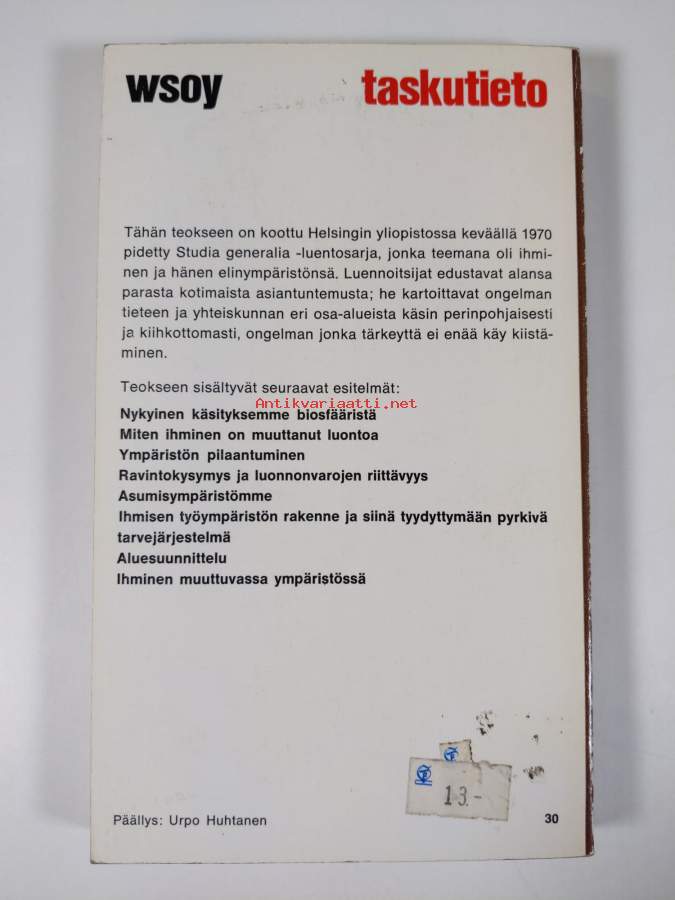 wsoy taskutieto
Tähän teokseen on koottu Helsingin yliopistossa keväällä 1970
pidetty Studia generalia -luentosarja, jonka teemana oli ihmi-
nen ja hänen elinympäristönsä. Luennoitsijat edustavat alansa
parasta kotimaista asiantuntemusta; he kartoittavat ongelman
tieteen ja yhteiskunnan eri osa-alueista käsin perinpohjaisesti
ja kiihkottomasti, ongelman jonka tärkeyttä ei enää käy kiistä-
minen.
Teokseen sisältyvät seuraavat esitelmät:
Antikvariaatti.net
Nykyinen käsityksemme biosfääristä
Miten ihminen on muuttanut luontoa
Ympäristön pilaantuminen
Ravintokysymys ja luonnonvarojen riittävyys
Asumisympäristömme
Ihmisen työympäristön rakenne ja siinä tyydyttymään pyrkivä
tarvejärjestelmä
Aluesuunnittelu
Ihminen muuttuvassa ympäristössä
13.-
Päällys: Urpo Huhtanen 30